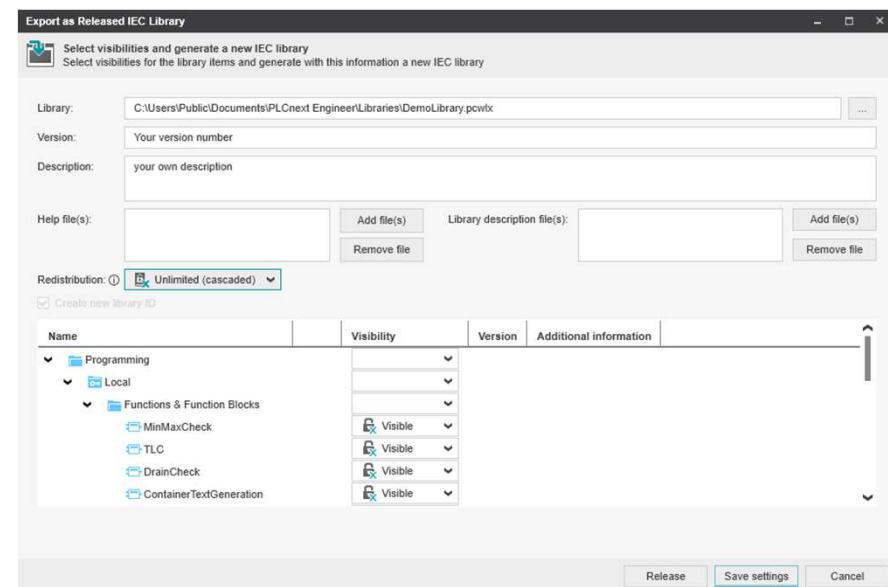 Export as Released IEC Library
Select visibilities and generate a new IEC library
Select visibilities for the library items and generate with this information a new IEC library
Library: C:\Users\Public\Documents\PLCnext Engineer\Libraries\DemoLibrary.pcwlx ...
Version: Your version number
Description: your own description
Help file(s): Add file(s) Library description file(s): Add file(s)
Remove file Remove file
Redistribution: Unlimited (cascaded)
Create new library ID
Name Visibility Version Additional information
Programming
Local
Functions & Function Blocks
MinMaxCheck Visible
TLC Visible
DrainCheck Visible
ContainerTextGeneration Visible
Release Save settings Cancel